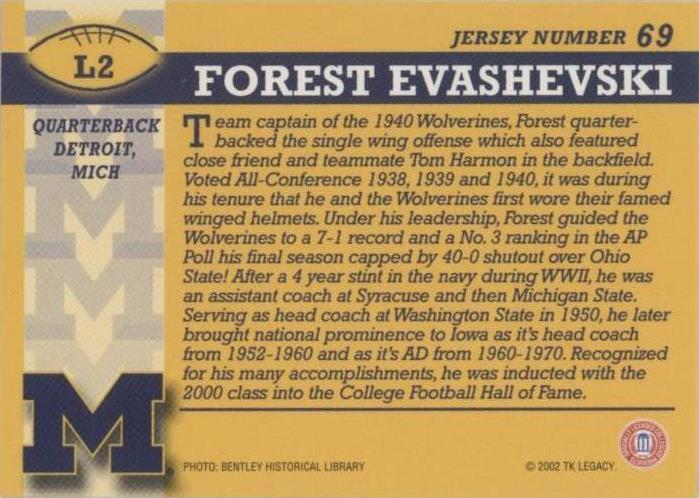 JERSEY NUMBER 69
L2
FOREST EVASHEVSKI
QUARTERBACK
DETROIT,
MICH
Team captain of the 1940 Wolverines, Forest quarter-
backed the single wing offense which also featured
close friend and teammate Tom Harmon in the backfield.
Voted All-Conference 1938, 1939 and 1940, it was during
his tenure that he and the Wolverines first wore their famed
winged helmets. Under his leadership, Forest guided the
Wolverines to a 7-1 record and a No. 3 ranking in the AP
Poll his final season capped by 40-0 shutout over Ohio
State! After a 4 year stint in the navy during WWII, he was
an assistant coach at Syracuse and then Michigan State.
Serving as head coach at Washington State in 1950, he later
brought national prominence to Iowa as it's head coach
from 1952-1960 and as it's AD from 1960-1970. Recognized
for his many accomplishments, he was inducted with the
2000 class into the College Football Hall of Fame.
M
PHOTO: BENTLEY HISTORICAL LIBRARY
© 2002 TK LEGACY.